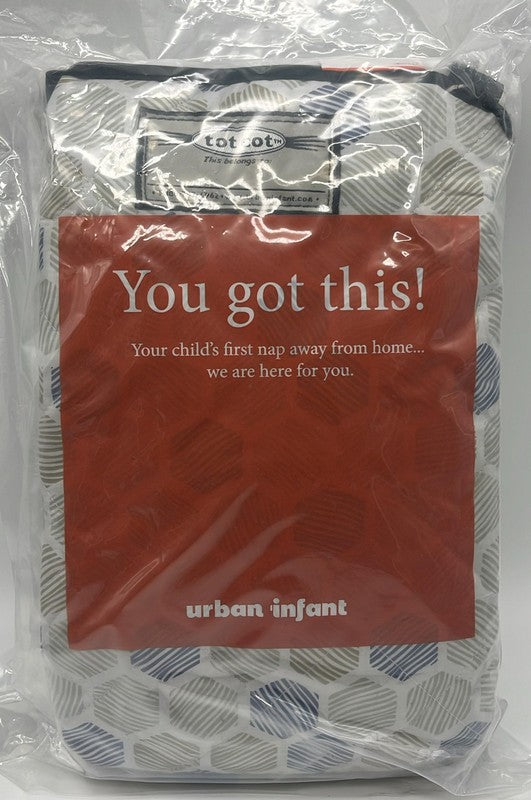 tot cot™
This belongs to:
You got this!
Your child's first nap away from home...
we are here for you.
urban infant